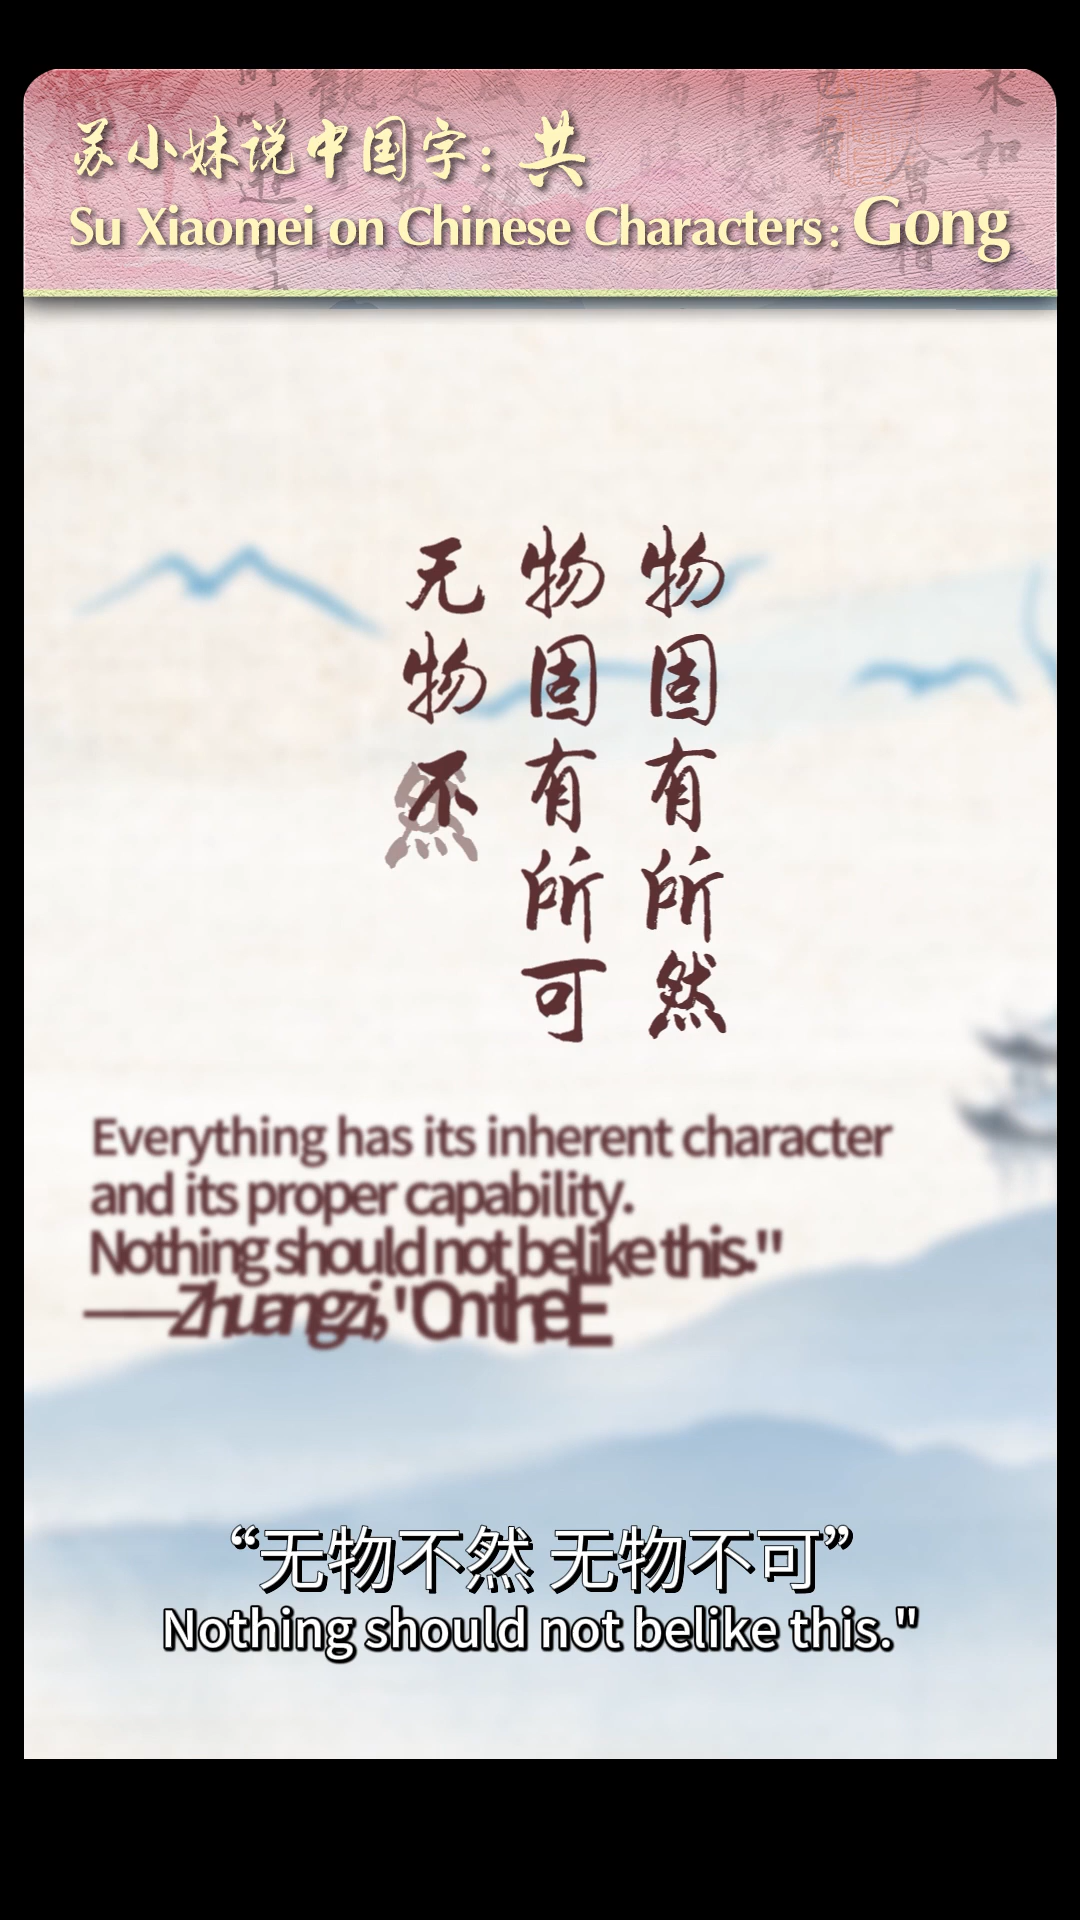 苏小妹说中国字：共
Su Xiaomei on Chinese Characters: Gong
物固有所然
物固有所可
无物不然
Everything has its inherent character
and its proper capability.
Nothing should not belike this."
——Zhuangzi, "On the E
“无物不然 无物不可”
Nothing should not belike this."